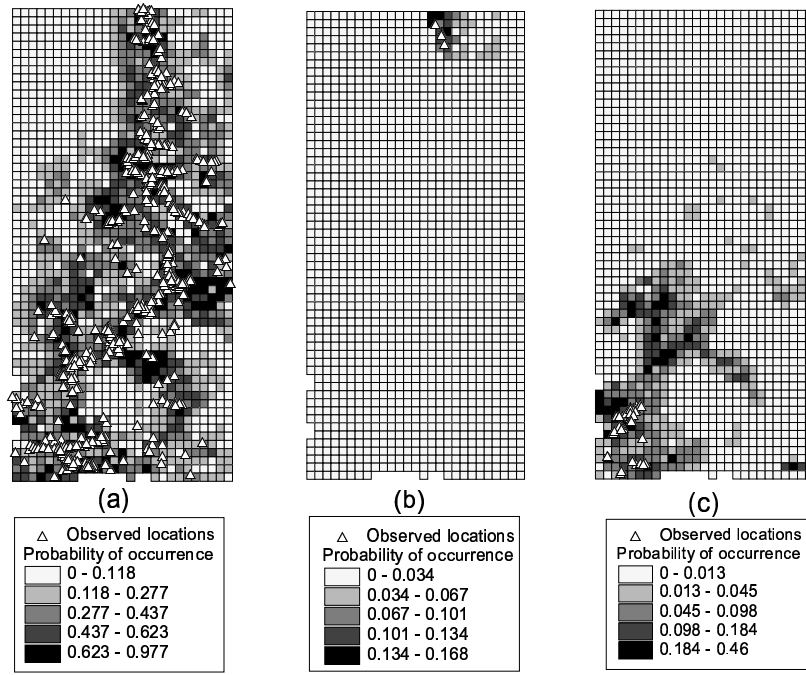 (a)
(b)
(c)
Observed locations
Probability of occurrence
0 - 0.118
0.118 - 0.277
0.277 - 0.437
0.437 - 0.623
0.623 - 0.977
Observed locations
Probability of occurrence
0 - 0.034
0.034 - 0.067
0.067 - 0.101
0.101 - 0.134
0.134 - 0.168
Observed locations
Probability of occurrence
0 - 0.013
0.013 - 0.045
0.045 - 0.098
0.098 - 0.184
0.184 - 0.46